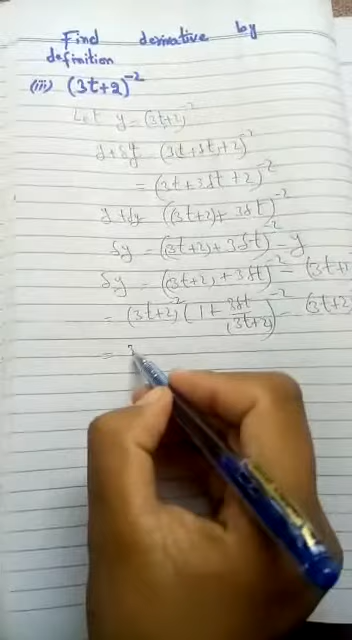 Find derivative by
definition
(iii) (3t+2)⁻²
Let y = (3t+2)⁻²
y+δy = (3(t+δt)+2)⁻²
= (3t+3δt+2)⁻²
y+δy = ((3t+2)+3δt)⁻²
δy = ((3t+2)+3δt)⁻² - y
δy = ((3t+2)+3δt)⁻² - (3t+
= (3t+2)⁻² (1 + 3δt/(3t+2))⁻² - (3t+2)
=